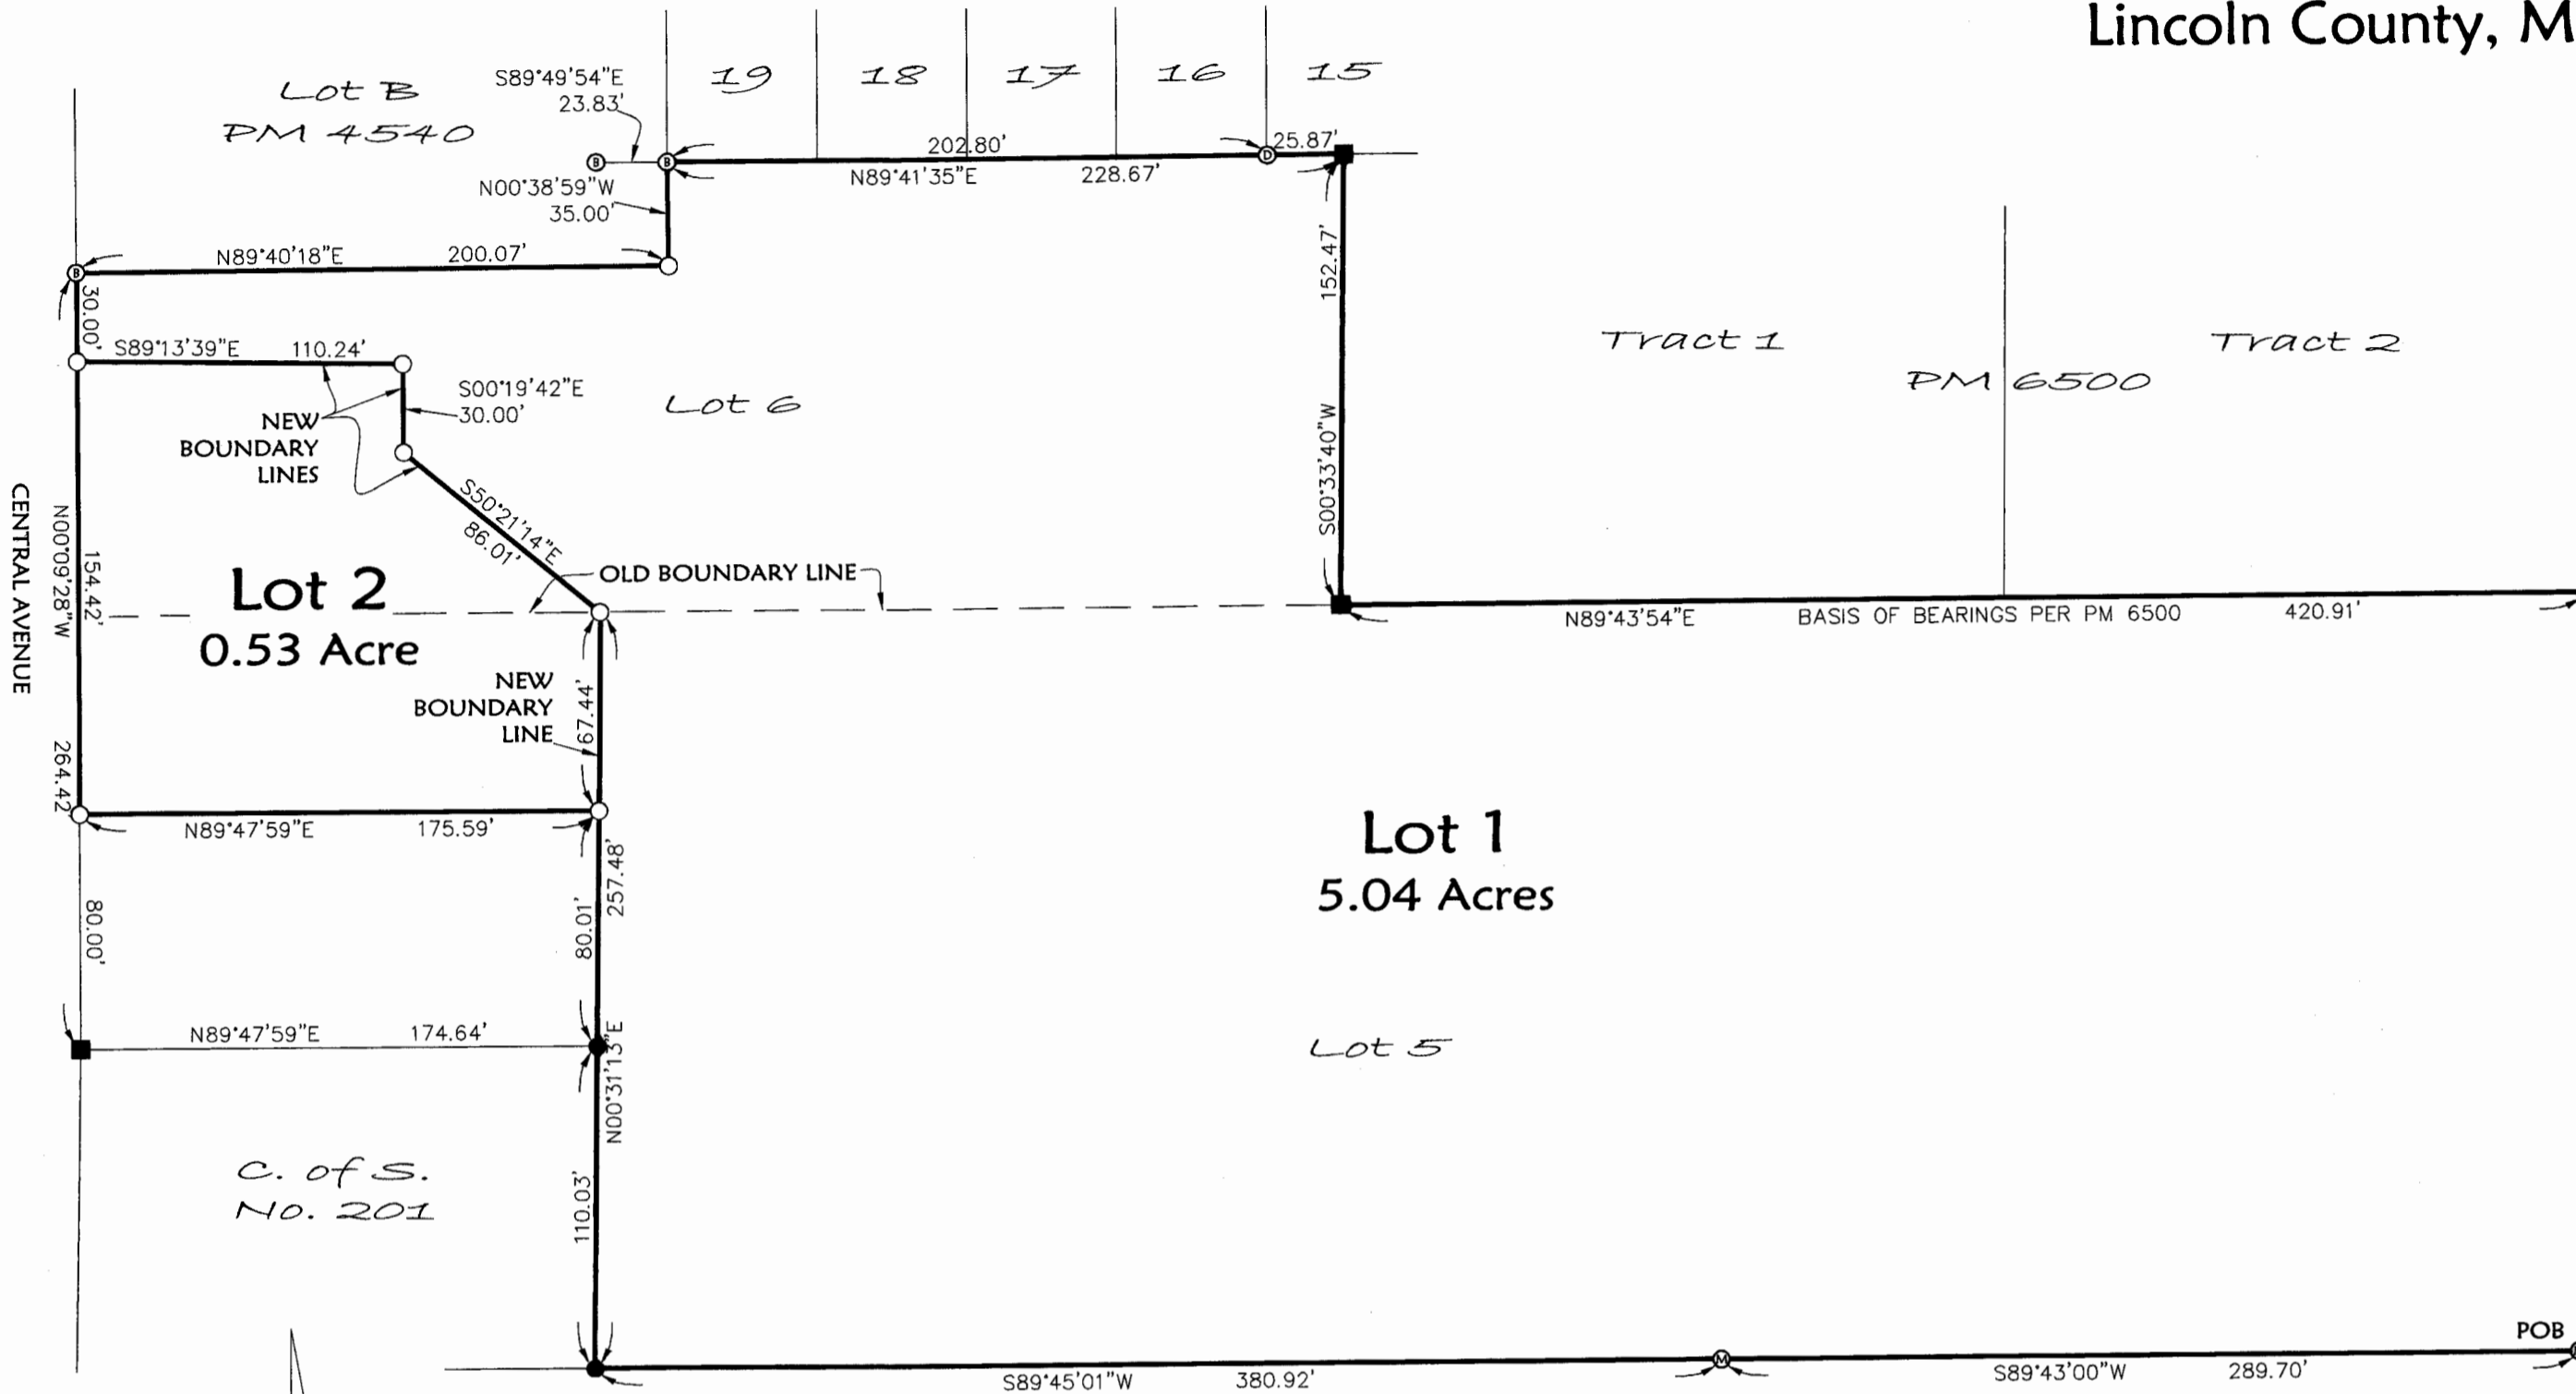 Lincoln County, M
Lot B
PM 4540
S89°49'54"E
23.83'
19
18
17
16
15
B
B
202.80'
D
25.87'
N89°41'35"E
228.67'
N00°38'59"W
35.00'
B
N89°40'18"E
200.07'
30.00'
S89°13'39"E
110.24'
S00°19'42"E
30.00'
NEW
BOUNDARY
LINES
Lot 6
152.47'
S00°33'40"W
Tract 1
Tract 2
PM 6500
S50°21'14"E
86.01'
CENTRAL AVENUE
N00°09'28"W
264.42'
154.42'
Lot 2
0.53 Acre
OLD BOUNDARY LINE
N89°43'54"E
BASIS OF BEARINGS PER PM 6500
420.91'
NEW
BOUNDARY
LINE
67.44'
N89°47'59"E
175.59'
80.00'
80.01'
257.48'
N00°31'13"E
Lot 1
5.04 Acres
N89°47'59"E
174.64'
Lot 5
C. of S.
No. 201
110.03'
POB
M
S89°45'01"W
380.92'
S89°43'00"W
289.70'